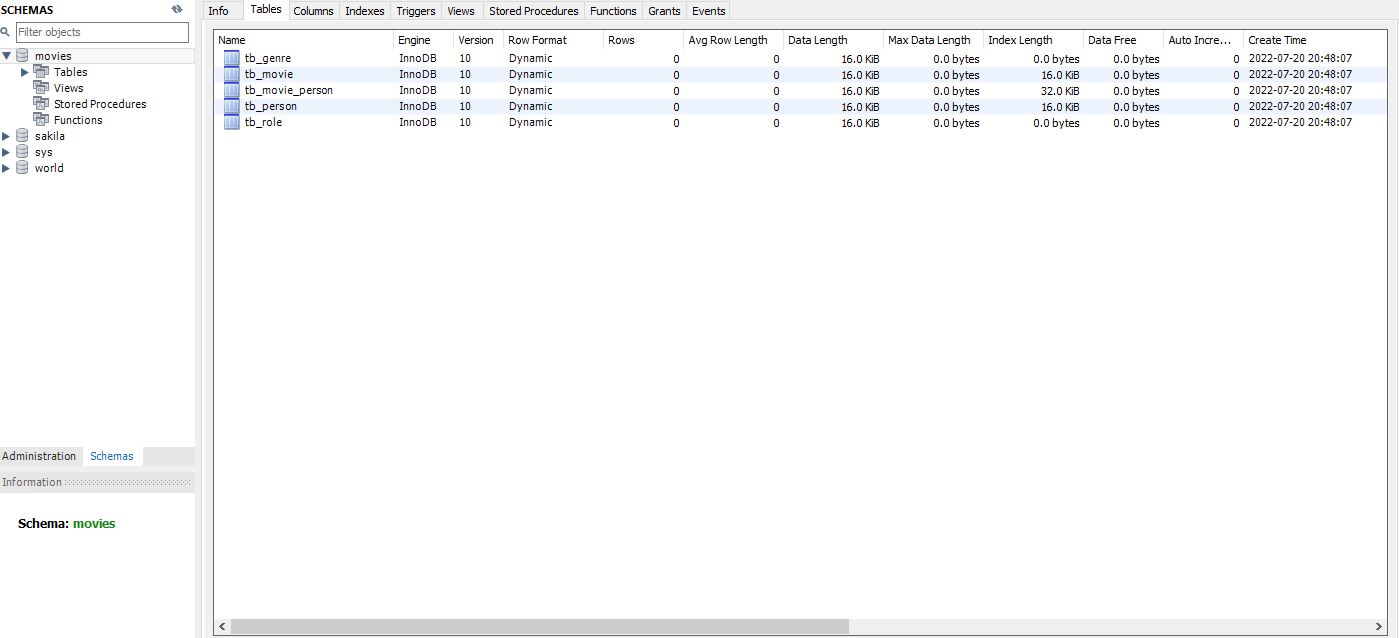 SCHEMAS
Filter objects
movies
Tables
Views
Stored Procedures
Functions
sakila
sys
world
Administration Schemas
Information
Schema: movies
Info Tables Columns Indexes Triggers Views Stored Procedures Functions Grants Events
Name Engine Version Row Format Rows Avg Row Length Data Length Max Data Length Index Length Data Free Auto Incre... Create Time
tb_genre InnoDB 10 Dynamic 0 0 16.0 KiB 0.0 bytes 0.0 bytes 0.0 bytes 0 2022-07-20 20:48:07
tb_movie InnoDB 10 Dynamic 0 0 16.0 KiB 0.0 bytes 16.0 KiB 0.0 bytes 0 2022-07-20 20:48:07
tb_movie_person InnoDB 10 Dynamic 0 0 16.0 KiB 0.0 bytes 32.0 KiB 0.0 bytes 0 2022-07-20 20:48:07
tb_person InnoDB 10 Dynamic 0 0 16.0 KiB 0.0 bytes 16.0 KiB 0.0 bytes 0 2022-07-20 20:48:07
tb_role InnoDB 10 Dynamic 0 0 16.0 KiB 0.0 bytes 0.0 bytes 0.0 bytes 0 2022-07-20 20:48:07